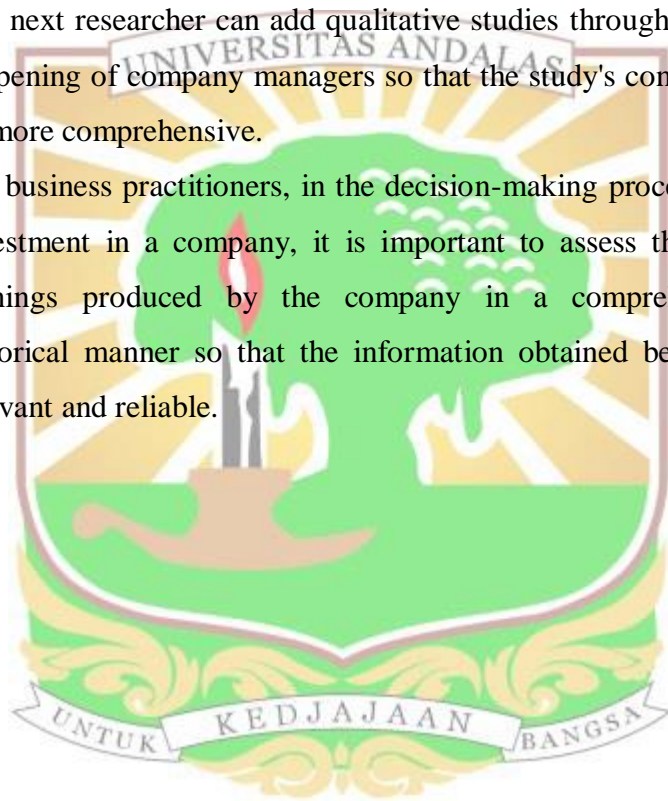 next researcher can add qualitative studies through
UNIVERSITAS ANDALAS
pening of company managers so that the study's con
more comprehensive.
business practitioners, in the decision-making proce
estment in a company, it is important to assess th
nings produced by the company in a compre
orical manner so that the information obtained be
vant and reliable.
UNTUK KEDJAJAAN BANGSA